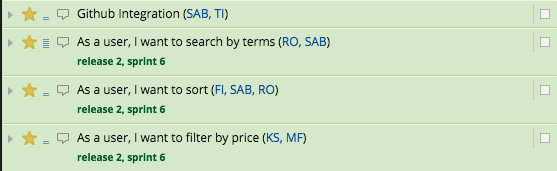 Github Integration (SAB, TI)
As a user, I want to search by terms (RO, SAB)
release 2, sprint 6
As a user, I want to sort (FI, SAB, RO)
release 2, sprint 6
As a user, I want to filter by price (KS, MF)
release 2, sprint 6